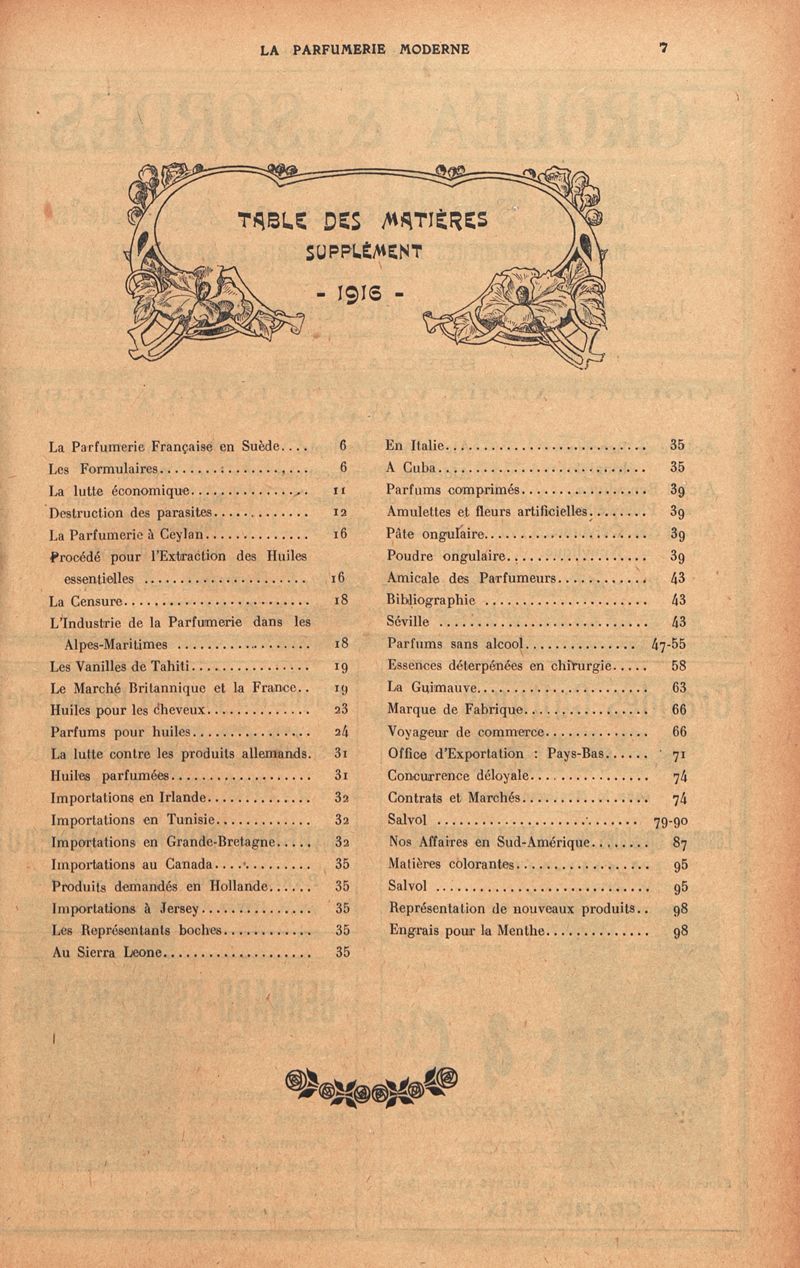 LA PARFUMERIE MODERNE 7
TABLE DES MATIÈRES
SUPPLÉMENT
- 1916 -
La Parfumerie Française en Suède.... 6
Les Formulaires.................... 6
La lutte économique................ 11
Destruction des parasites............. 12
La Parfumerie à Ceylan.............. 16
Procédé pour l'Extraction des Huiles
essentielles ..................... 16
La Censure........................ 18
L'Industrie de la Parfumerie dans les
Alpes-Maritimes .................. 18
Les Vanilles de Tahiti................ 19
Le Marché Britannique et la France.. 19
Huiles pour les cheveux.............. 23
Parfums pour huiles................ 24
La lutte contre les produits allemands. 31
Huiles parfumées................... 31
Importations en Irlande.............. 32
Importations en Tunisie............. 32
Importations en Grande-Bretagne..... 32
Importations au Canada............. 35
Produits demandés en Hollande...... 35
Importations à Jersey............... 35
Les Représentants boches............ 35
Au Sierra Leone.................... 35
En Italie.......................... 35
A Cuba........................... 35
Parfums comprimés................. 39
Amulettes et fleurs artificielles........ 39
Pâte ongulaire..................... 39
Poudre ongulaire................... 39
Amicale des Parfumeurs............ 43
Bibliographie ..................... 43
Séville ........................... 43
Parfums sans alcool............... 47-55
Essences déterpénées en chirurgie..... 58
La Guimauve...................... 63
Marque de Fabrique................ 66
Voyageur de commerce.............. 66
Office d'Exportation : Pays-Bas...... 71
Concurrence déloyale................ 74
Contrats et Marchés................. 74
Salvol ......................... 79-90
Nos Affaires en Sud-Amérique........ 87
Matières colorantes.................. 95
Salvol ............................ 95
Représentation de nouveaux produits.. 98
Engrais pour la Menthe.............. 98